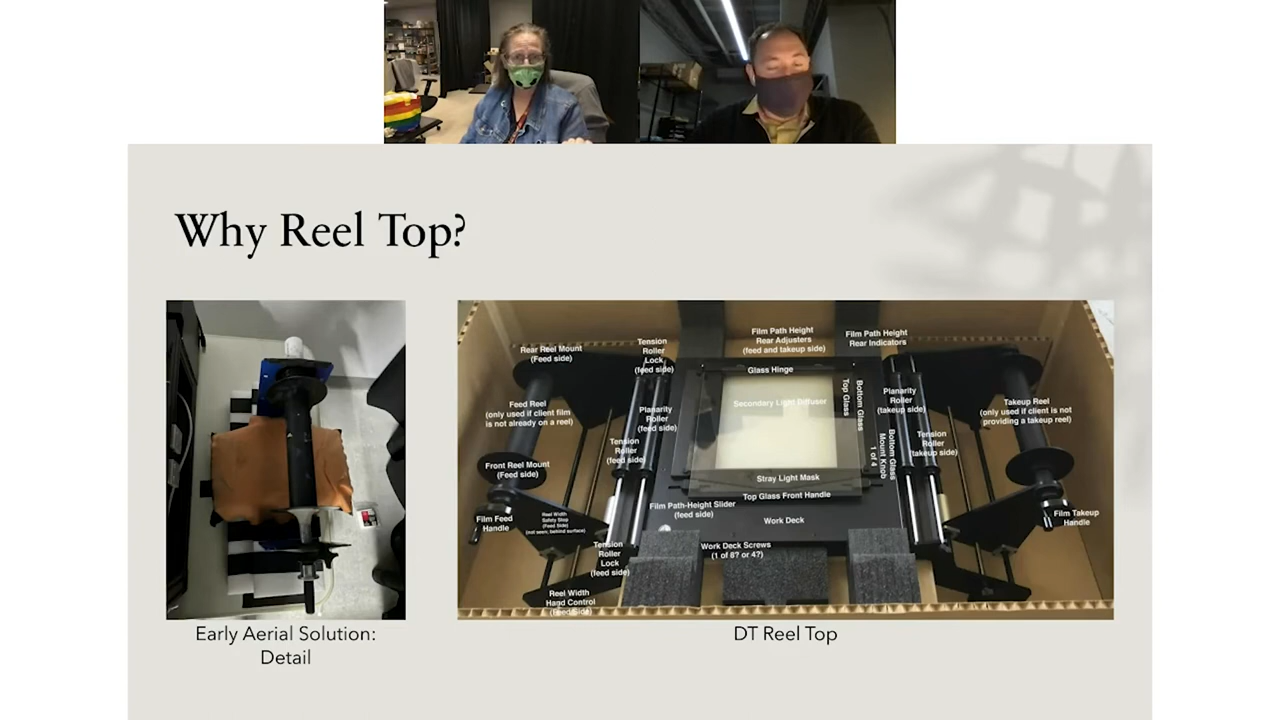 Why Reel Top?
Film Path Height
Rear Adjusters
(feed and takeup side)
Film Path Height
Rear Indicators
Rear Reel Mount
(Feed side)
Tension
Roller
Lock
(feed side)
Glass Hinge
Top Glass
Bottom Glass
Secondary Light Diffuser
Feed Reel
(only used if client film
is not already on a reel)
Planarity
Roller
(feed side)
Planarity
Roller
(takeup side)
Takeup Reel
(only used if client is not
providing a takeup reel)
Tension
Roller
(feed side)
Bottom Glass
Mount Knob
1 of 4
Tension
Roller
(takeup side)
Front Reel Mount
(Feed side)
Stray Light Mask
Top Glass Front Handle
Film Path-Height Slider
(feed side)
Work Deck
Film Feed
Handle
Reel Width
Safety Stop
(Feed Side)
(not seen; behind surface)
Film Takeup
Handle
Tension
Roller
Lock
(feed side)
Work Deck Screws
(1 of 8? or 4?)
Reel Width
Hand Control
(Feed Side)
Early Aerial Solution:
Detail
DT Reel Top